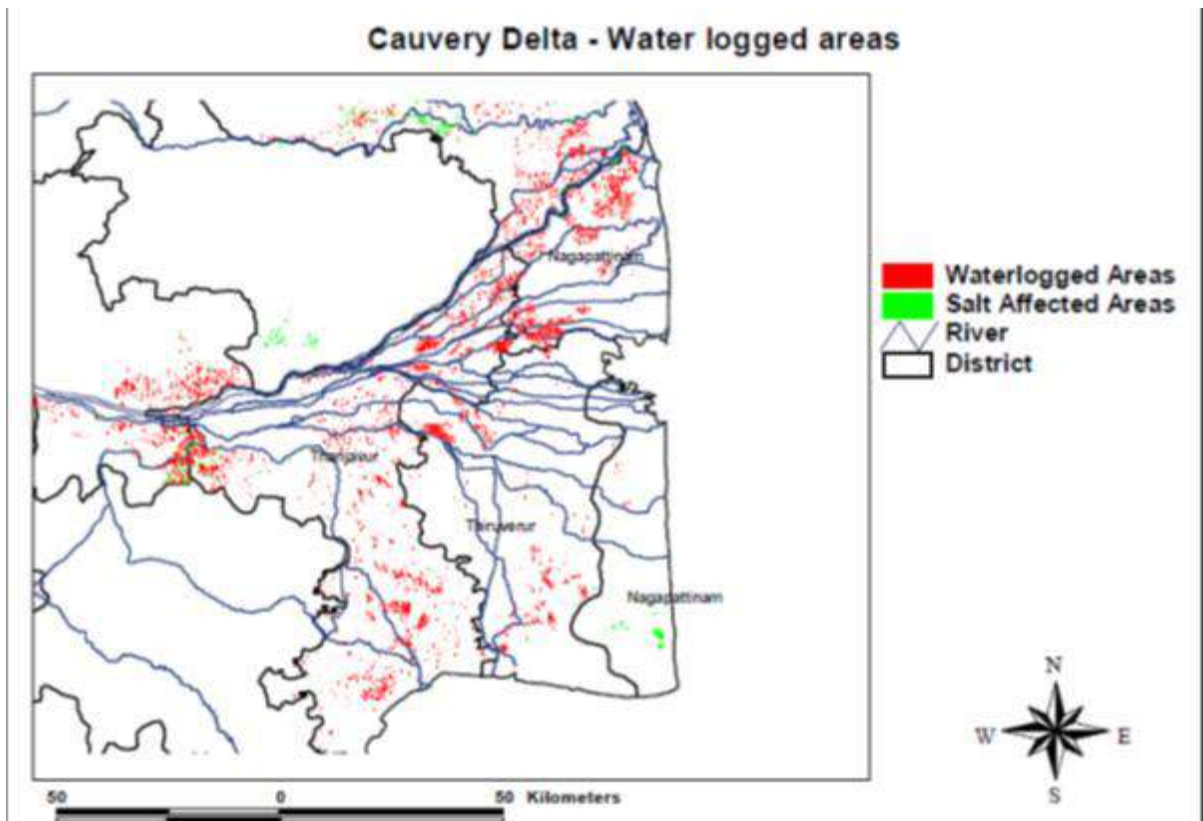 Cauvery Delta - Water logged areas
Nagapattinam
Waterlogged Areas
Salt Affected Areas
River
District
Thanjavur
Thiruverur
Nagapattinam
N
W E
S
50 0 50 Kilometers